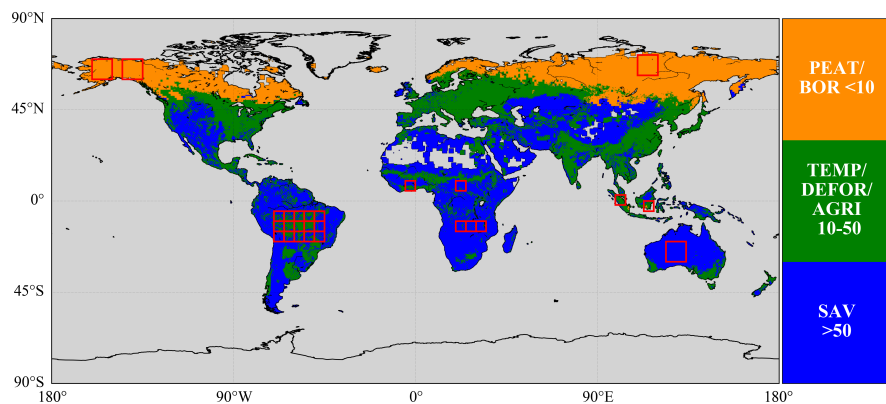 90°N
45°N
0°
45°S
90°S
180°
90°W
0°
90°E
180°
PEAT/
BOR <10
TEMP/
DEFOR/
AGRI
10-50
SAV
>50